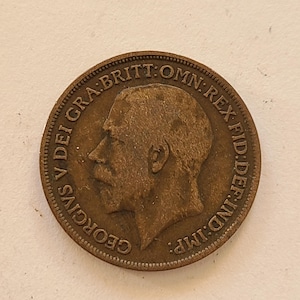 GEORGIVS V DEI GRA:BRITT:OMN:REX FID:DEF:IND:IMP: